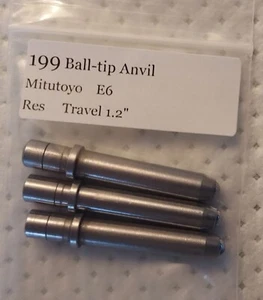 199 Ball-tip Anvil
Mitutoyo E6
Res Travel 1.2"